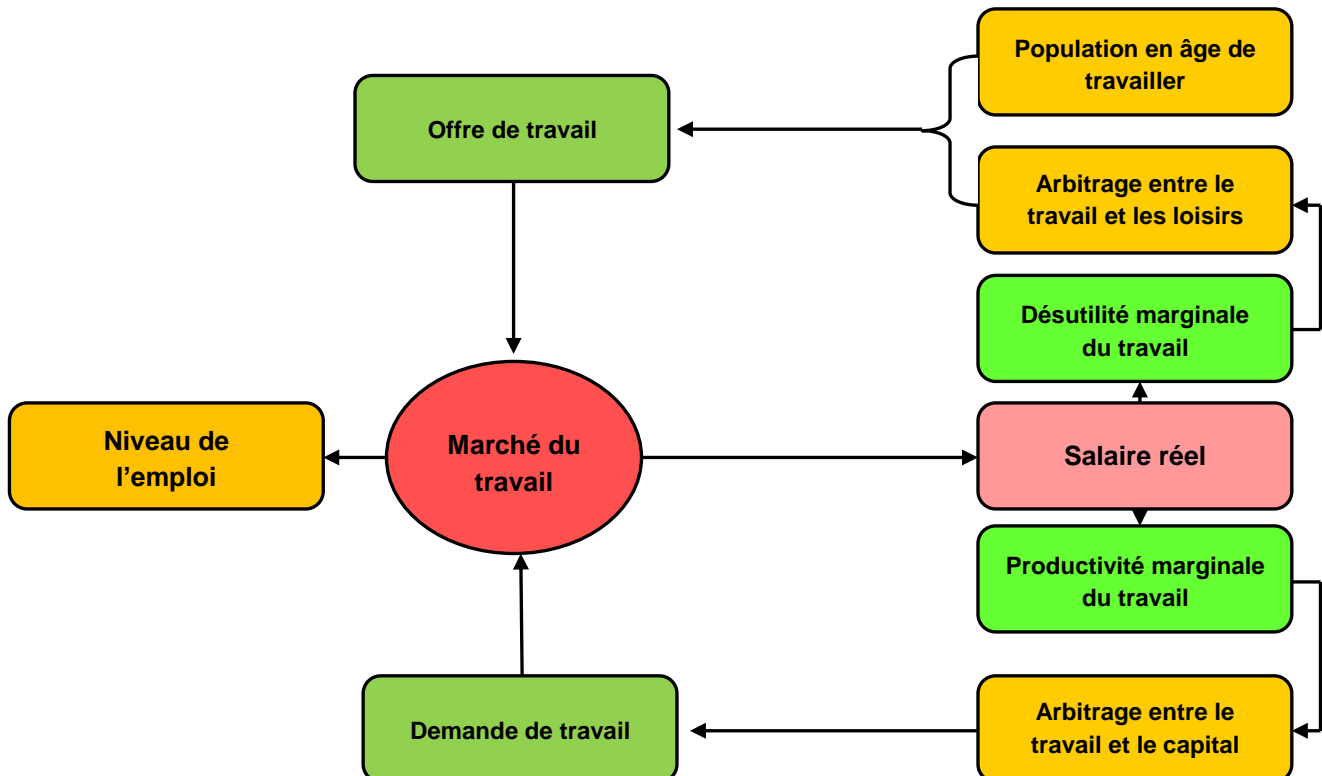 Population en âge de
travailler
Offre de travail
Arbitrage entre le
travail et les loisirs
Désutilité marginale
du travail
Niveau de
l’emploi
Marché du
travail
Salaire réel
Productivité marginale
du travail
Demande de travail
Arbitrage entre le
travail et le capital